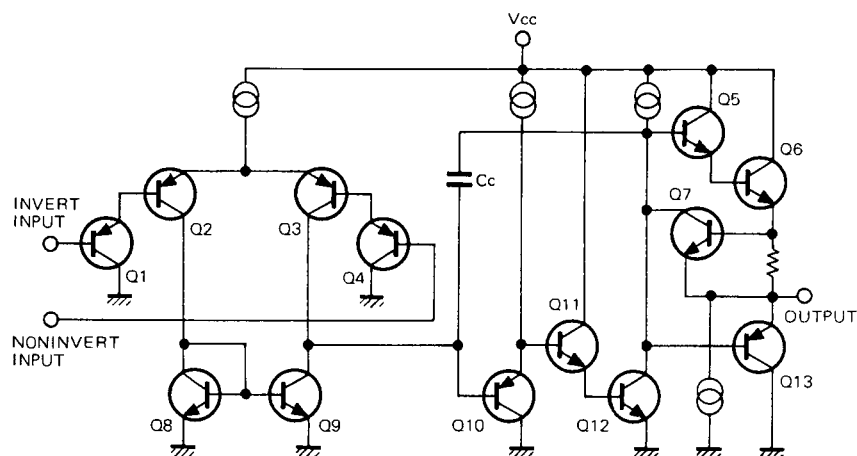 Vcc
Q5
Q6
Cc
Q7
INVERT
INPUT
Q2
Q3
Q1
Q4
Q11
OUTPUT
NONINVERT
INPUT
Q13
Q8
Q9
Q10
Q12